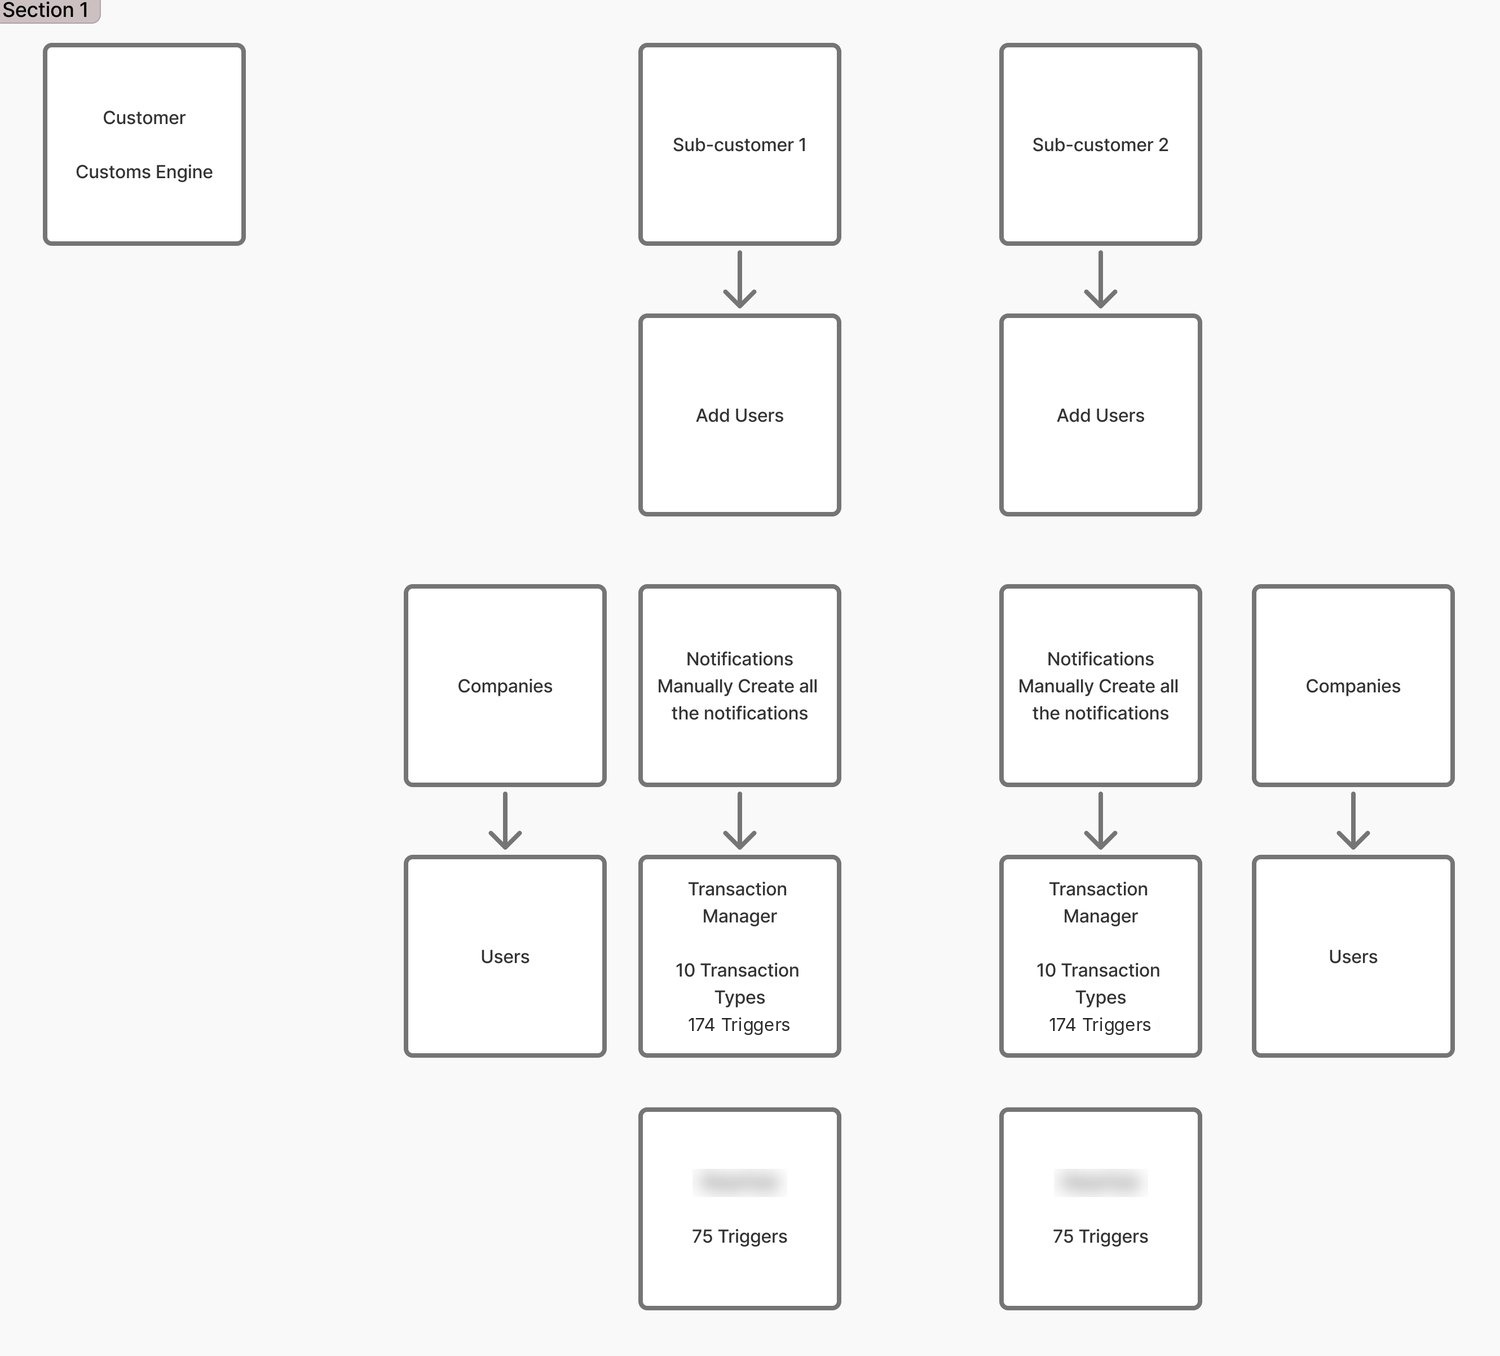 Section 1
Customer
Customs Engine
Sub-customer 1
Sub-customer 2
Add Users
Add Users
Companies
Notifications
Manually Create all
the notifications
Notifications
Manually Create all
the notifications
Companies
Users
Transaction
Manager
10 Transaction
Types
174 Triggers
Transaction
Manager
10 Transaction
Types
174 Triggers
Users
75 Triggers
75 Triggers